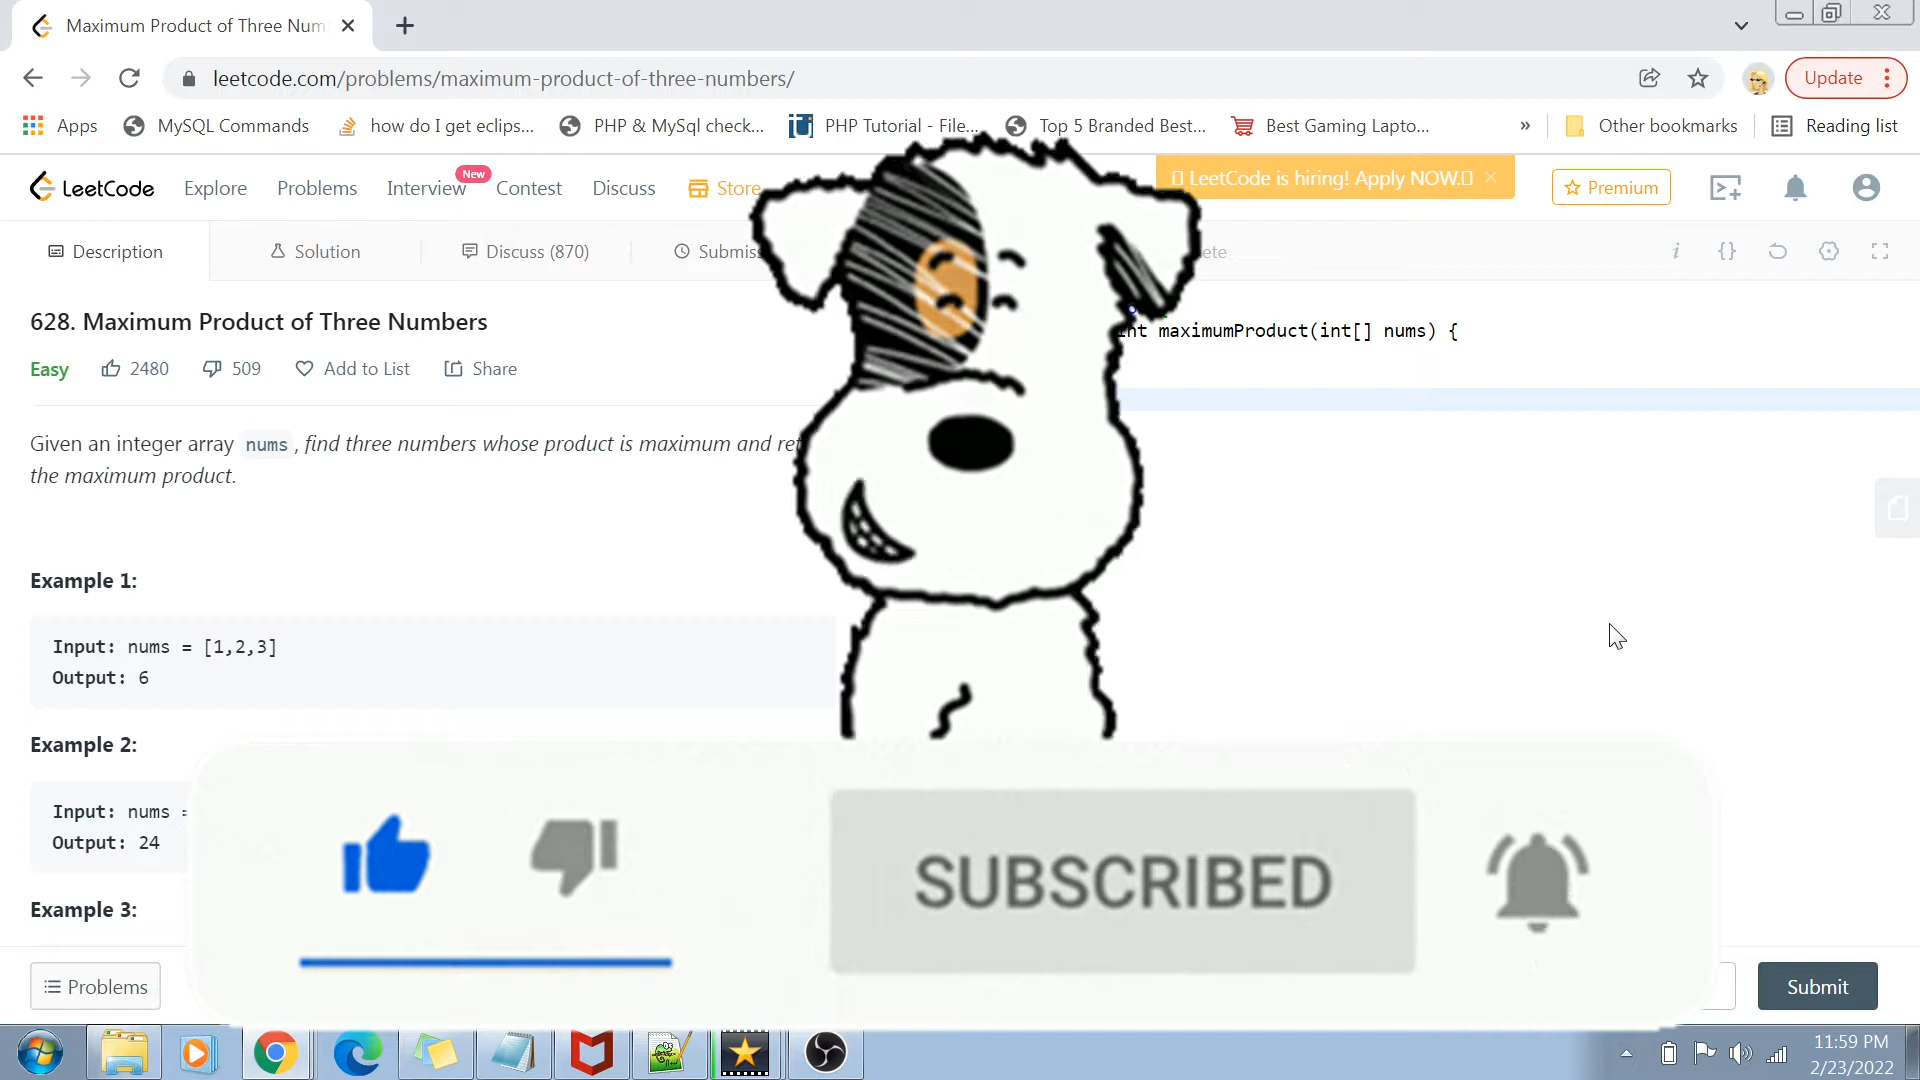 Maximum Product of Three Num
leetcode.com/problems/maximum-product-of-three-numbers/
Update
Apps MySQL Commands how do I get eclips... PHP & MySql check... PHP Tutorial - File... Top 5 Branded Best... Best Gaming Lapto... » Other bookmarks Reading list
LeetCode Explore Problems Interview New Contest Discuss Store LeetCode is hiring! Apply NOW. Premium
Description Solution Discuss (870) Submiss
628. Maximum Product of Three Numbers
int maximumProduct(int[] nums) {
Easy 2480 509 Add to List Share
Given an integer array nums, find three numbers whose product is maximum and ret
the maximum product.
Example 1:
Input: nums = [1,2,3]
Output: 6
Example 2:
Input: nums =
Output: 24
Example 3:
SUBSCRIBED
Problems Submit
11:59 PM
2/23/2022